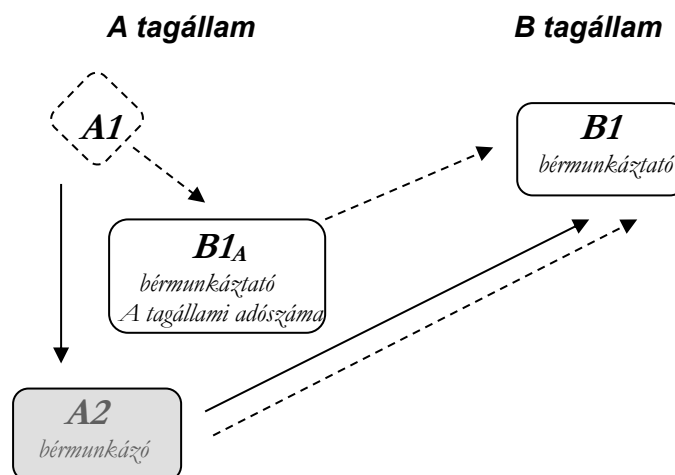 A tagállam
B tagállam
A1
B1
bérmunkáztató
B1A
bérmunkáztató
A tagállami adószáma
A2
bérmunkázó